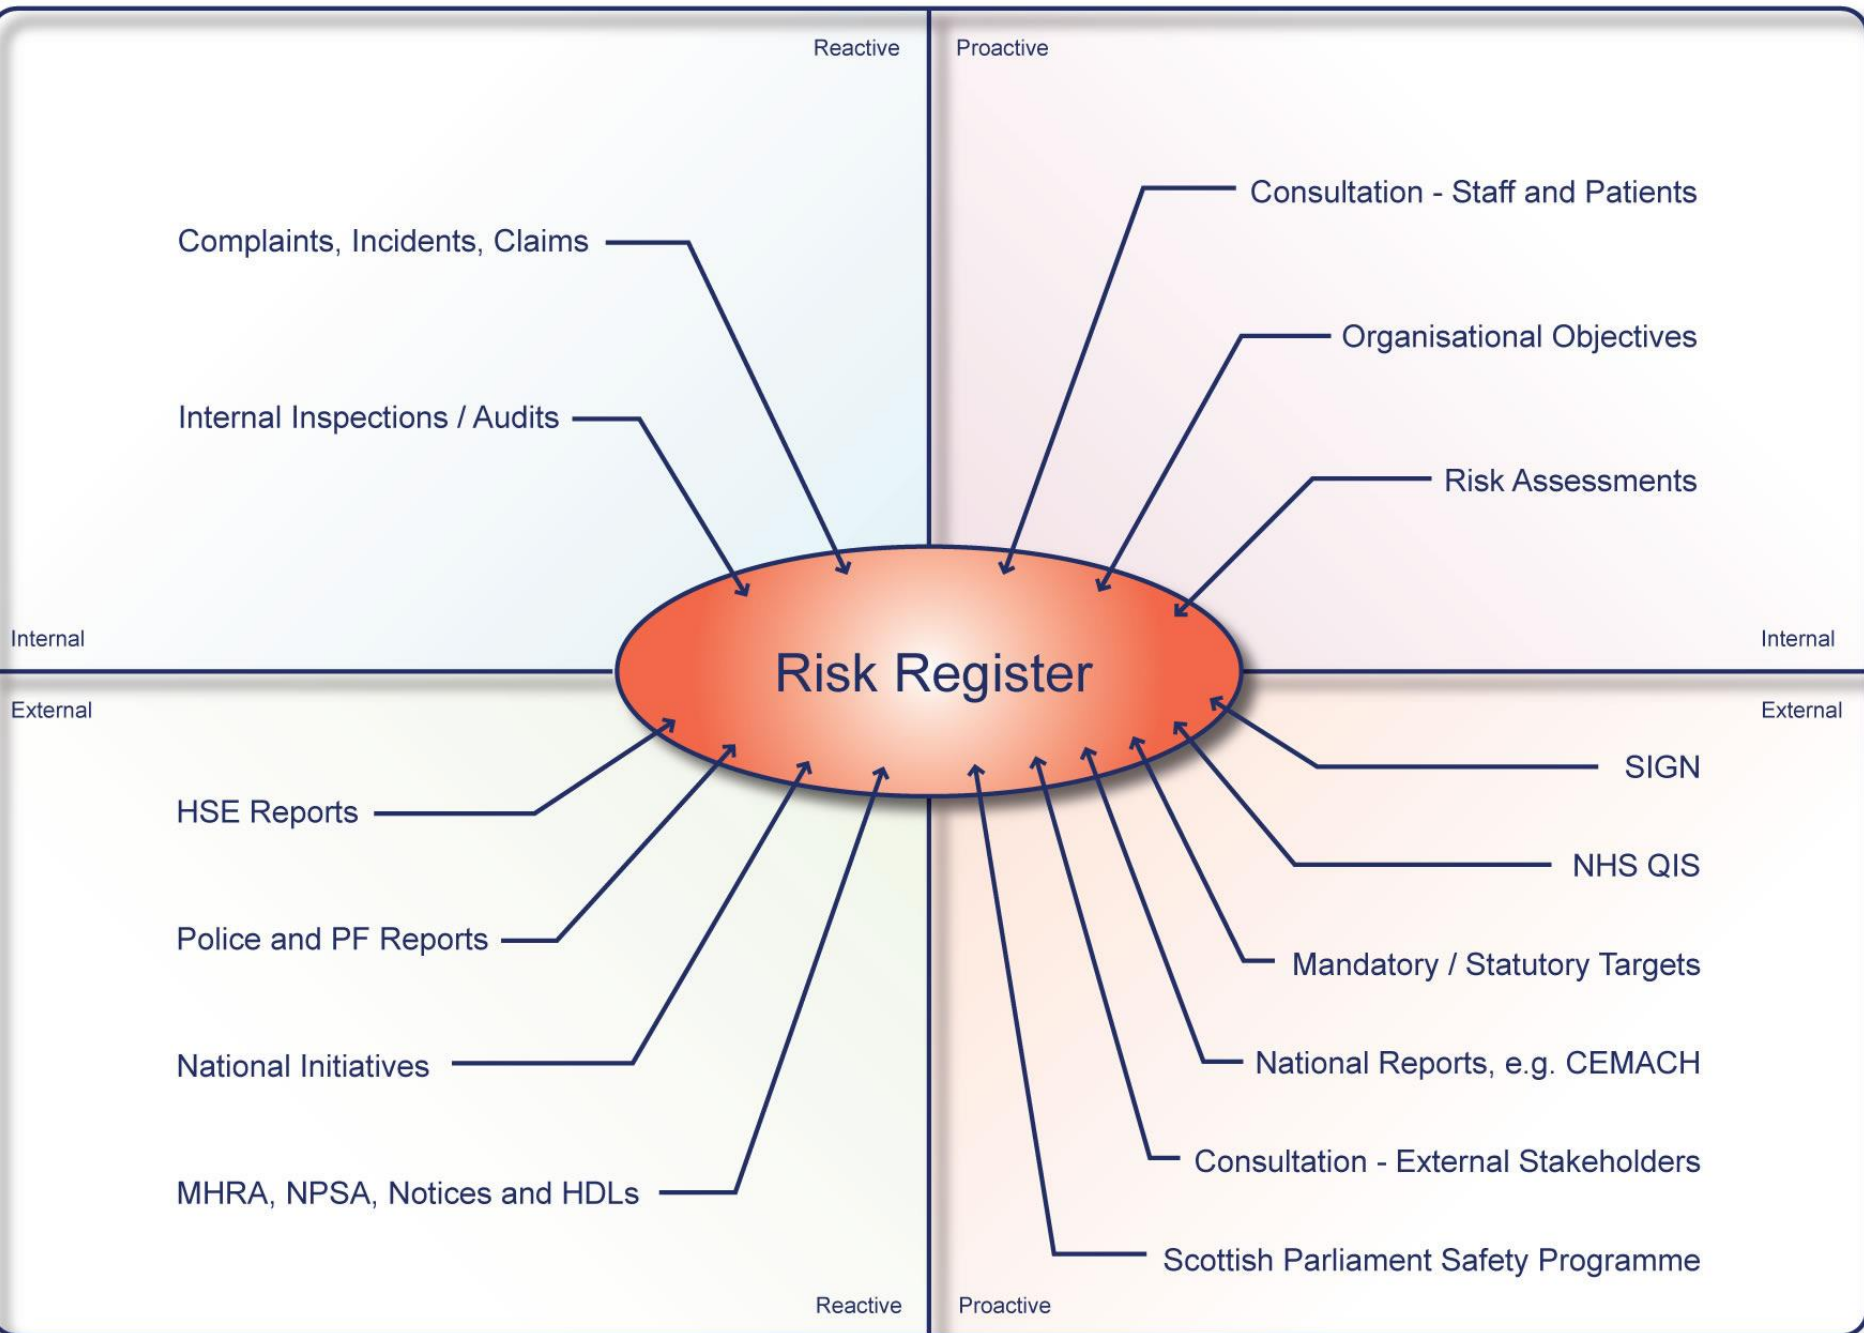 Reactive
Proactive
Complaints, Incidents, Claims
Consultation - Staff and Patients
Organisational Objectives
Internal Inspections / Audits
Risk Assessments
Internal
Internal
Risk Register
External
External
SIGN
HSE Reports
NHS QIS
Police and PF Reports
Mandatory / Statutory Targets
National Initiatives
National Reports, e.g. CEMACH
Consultation - External Stakeholders
MHRA, NPSA, Notices and HDLs
Scottish Parliament Safety Programme
Reactive
Proactive